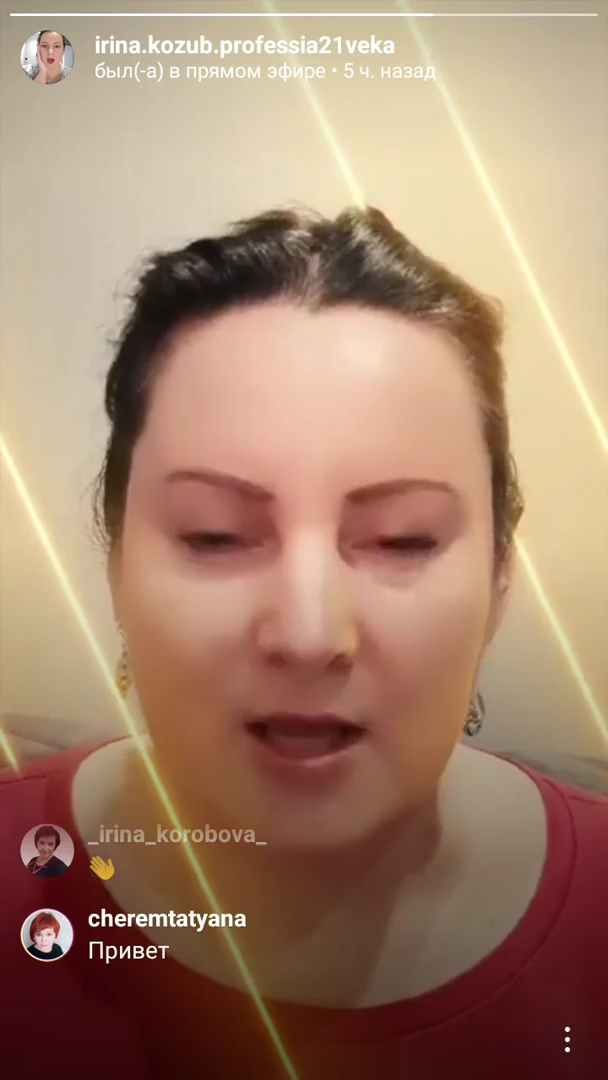 irina.kozub.professia21veka
был(-а) в прямом эфире • 5 ч. назад
_irina_korobova_
👋
cheremtatyana
Привет